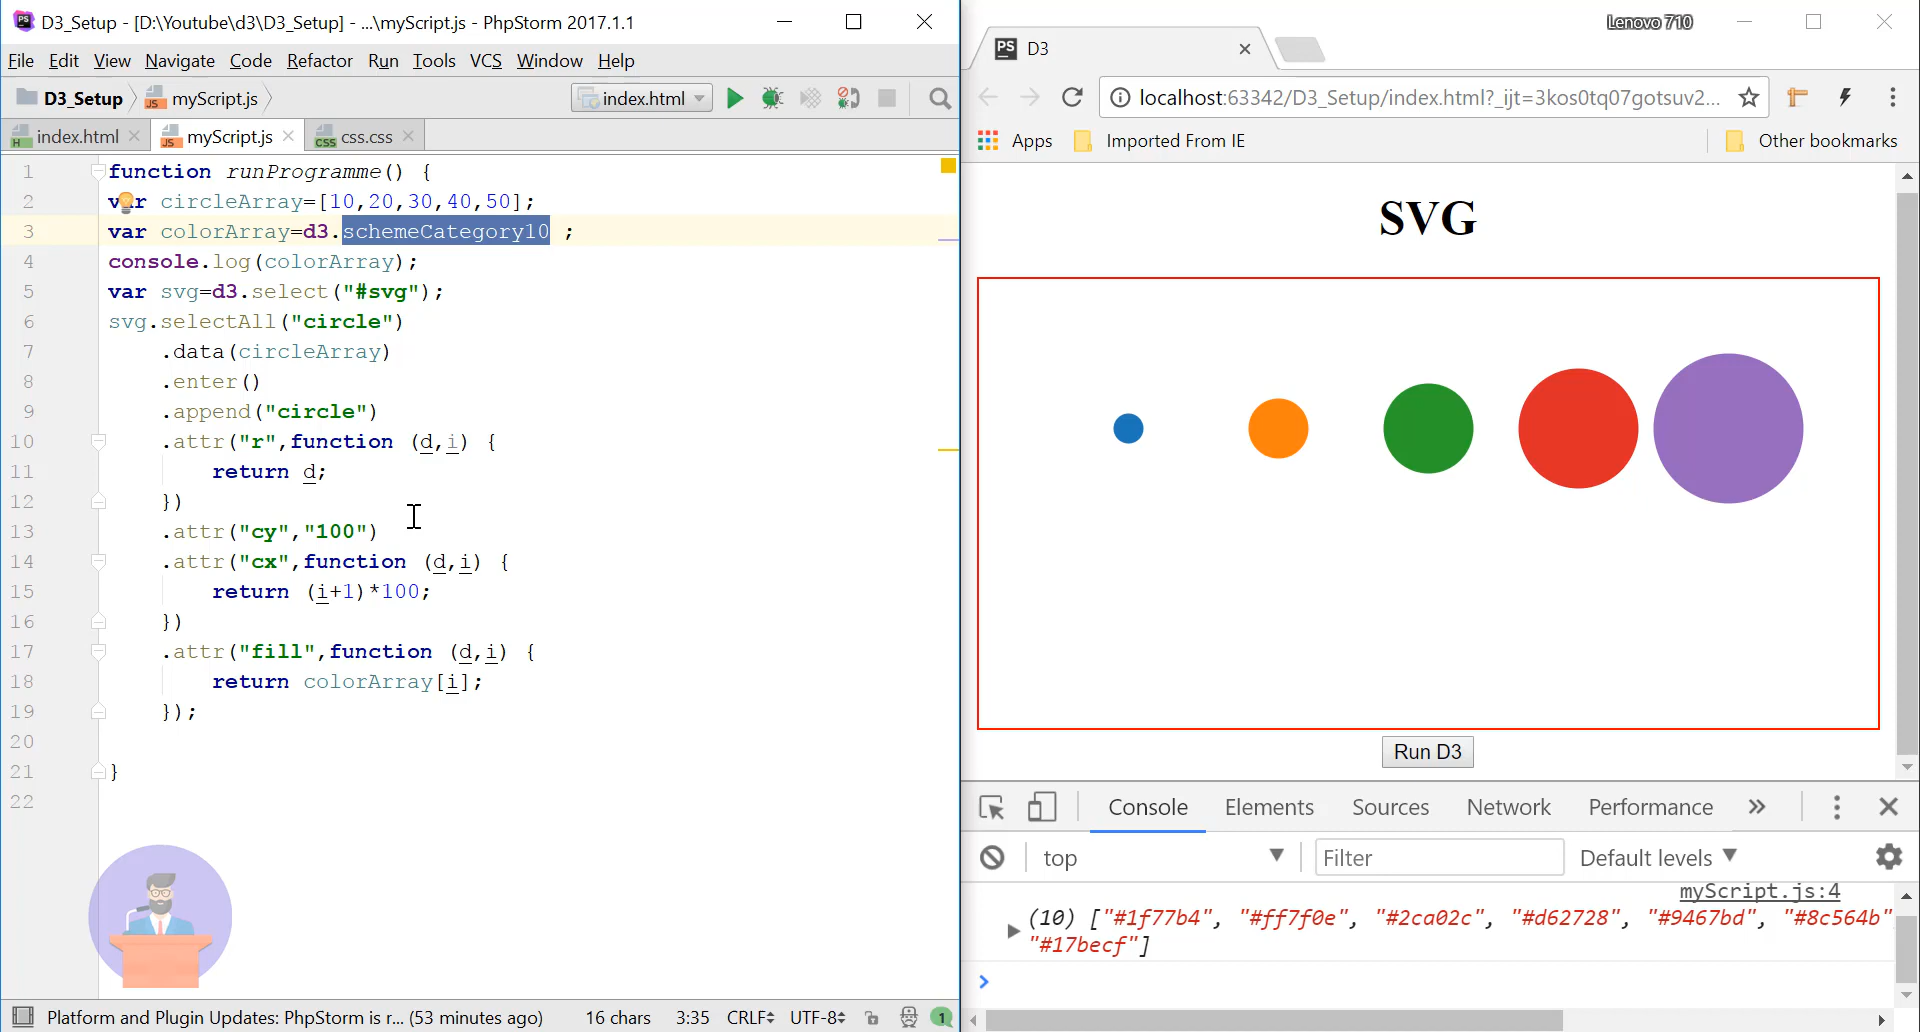 D3_Setup - [D:\Youtube\d3\D3_Setup] - ...\myScript.js - PhpStorm 2017.1.1
File Edit View Navigate Code Refactor Run Tools VCS Window Help
D3_Setup myScript.js index.html
index.html myScript.js css.css
1 function runProgramme() {
2 var circleArray=[10,20,30,40,50];
3 var colorArray=d3.schemeCategory10 ;
4 console.log(colorArray);
5 var svg=d3.select("#svg");
6 svg.selectAll("circle")
7 .data(circleArray)
8 .enter()
9 .append("circle")
10 .attr("r",function (d,i) {
11 return d;
12 })
13 .attr("cy","100")
14 .attr("cx",function (d,i) {
15 return (i+1)*100;
16 })
17 .attr("fill",function (d,i) {
18 return colorArray[i];
19 });
20
21 }
22
Platform and Plugin Updates: PhpStorm is r... (53 minutes ago) 16 chars 3:35 CRLF UTF-8 1
Lenovo 710
PS D3
localhost:63342/D3_Setup/index.html?_ijt=3kos0tq07gotsuv2...
Apps Imported From IE Other bookmarks
SVG
Run D3
Console Elements Sources Network Performance
top Filter Default levels
myScript.js:4
(10) ["#1f77b4", "#ff7f0e", "#2ca02c", "#d62728", "#9467bd", "#8c564b"
"#17becf"]